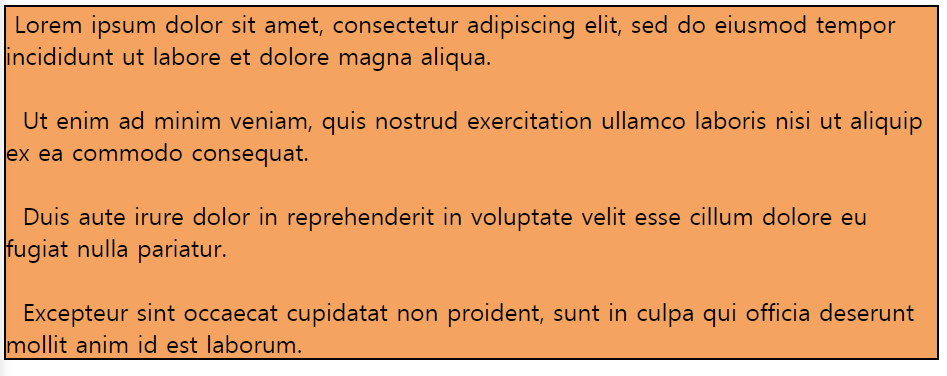 Lorem ipsum dolor sit amet, consectetur adipiscing elit, sed do eiusmod tempor
incididunt ut labore et dolore magna aliqua.
Ut enim ad minim veniam, quis nostrud exercitation ullamco laboris nisi ut aliquip
ex ea commodo consequat.
Duis aute irure dolor in reprehenderit in voluptate velit esse cillum dolore eu
fugiat nulla pariatur.
Excepteur sint occaecat cupidatat non proident, sunt in culpa qui officia deserunt
mollit anim id est laborum.